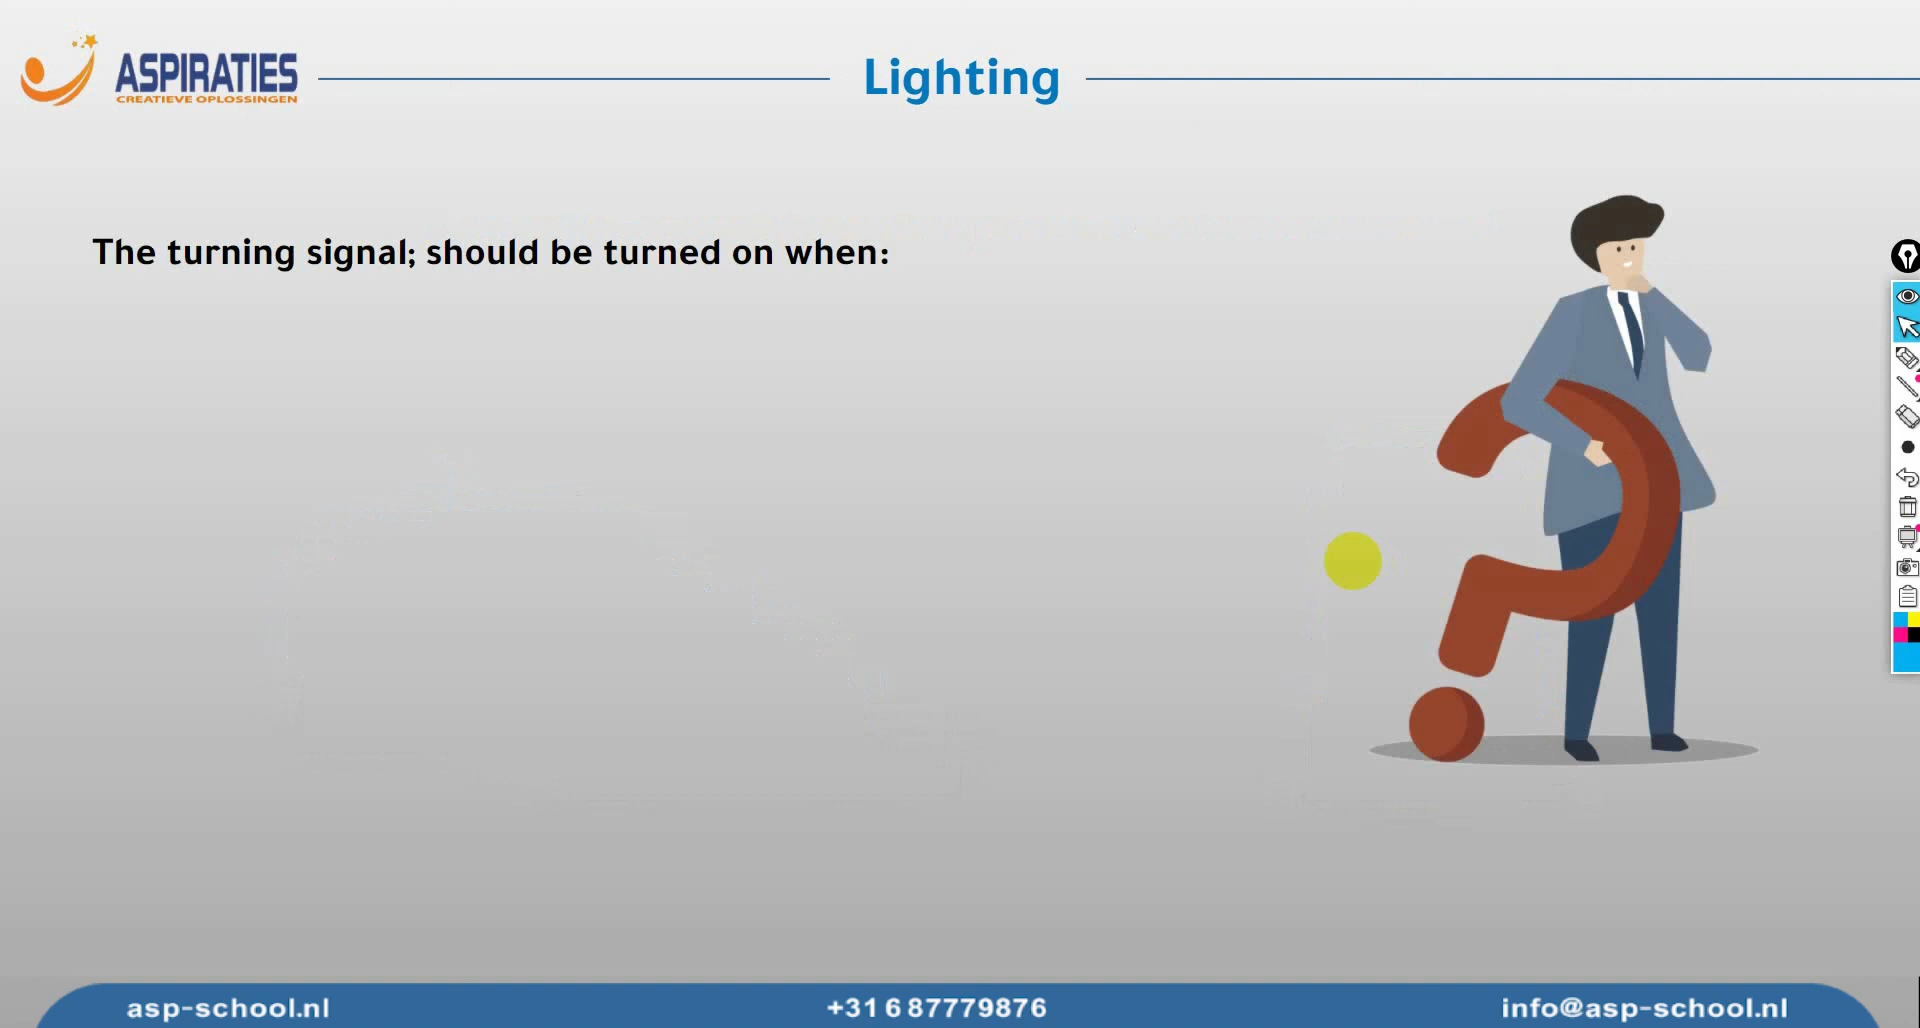 ASPIRATIES
CREATIEVE OPLOSSINGEN
Lighting
The turning signal; should be turned on when:
asp-school.nl
+31 6 87779876
info@asp-school.nl